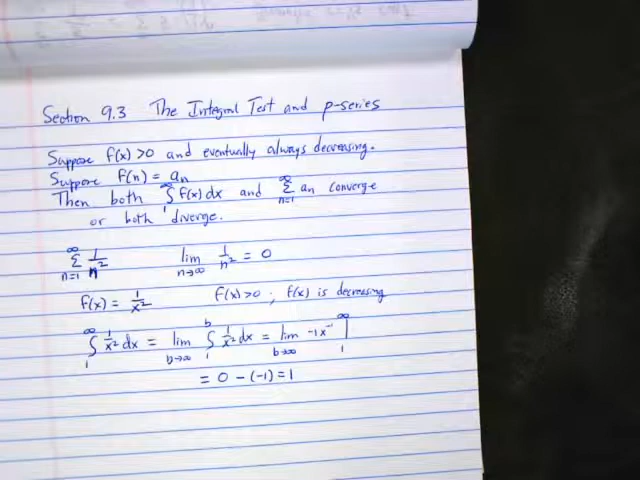 Section 9.3 The Integral Test and p-series
Suppose f(x) > 0 and eventually always decreasing.
Suppose f(n) = aₙ
Then both ∫₁^∞ f(x) dx and ∑ₙ₌₁^∞ aₙ converge
or both diverge.
∑ₙ₌₁^∞ 1/n² lim n→∞ 1/n² = 0
f(x) = 1/x² f(x) > 0 ; f(x) is decreasing
∫₁^∞ 1/x² dx = lim b→∞ ∫₁^b 1/x² dx = lim b→∞ -1x⁻¹ |₁^∞
= 0 - (-1) = 1